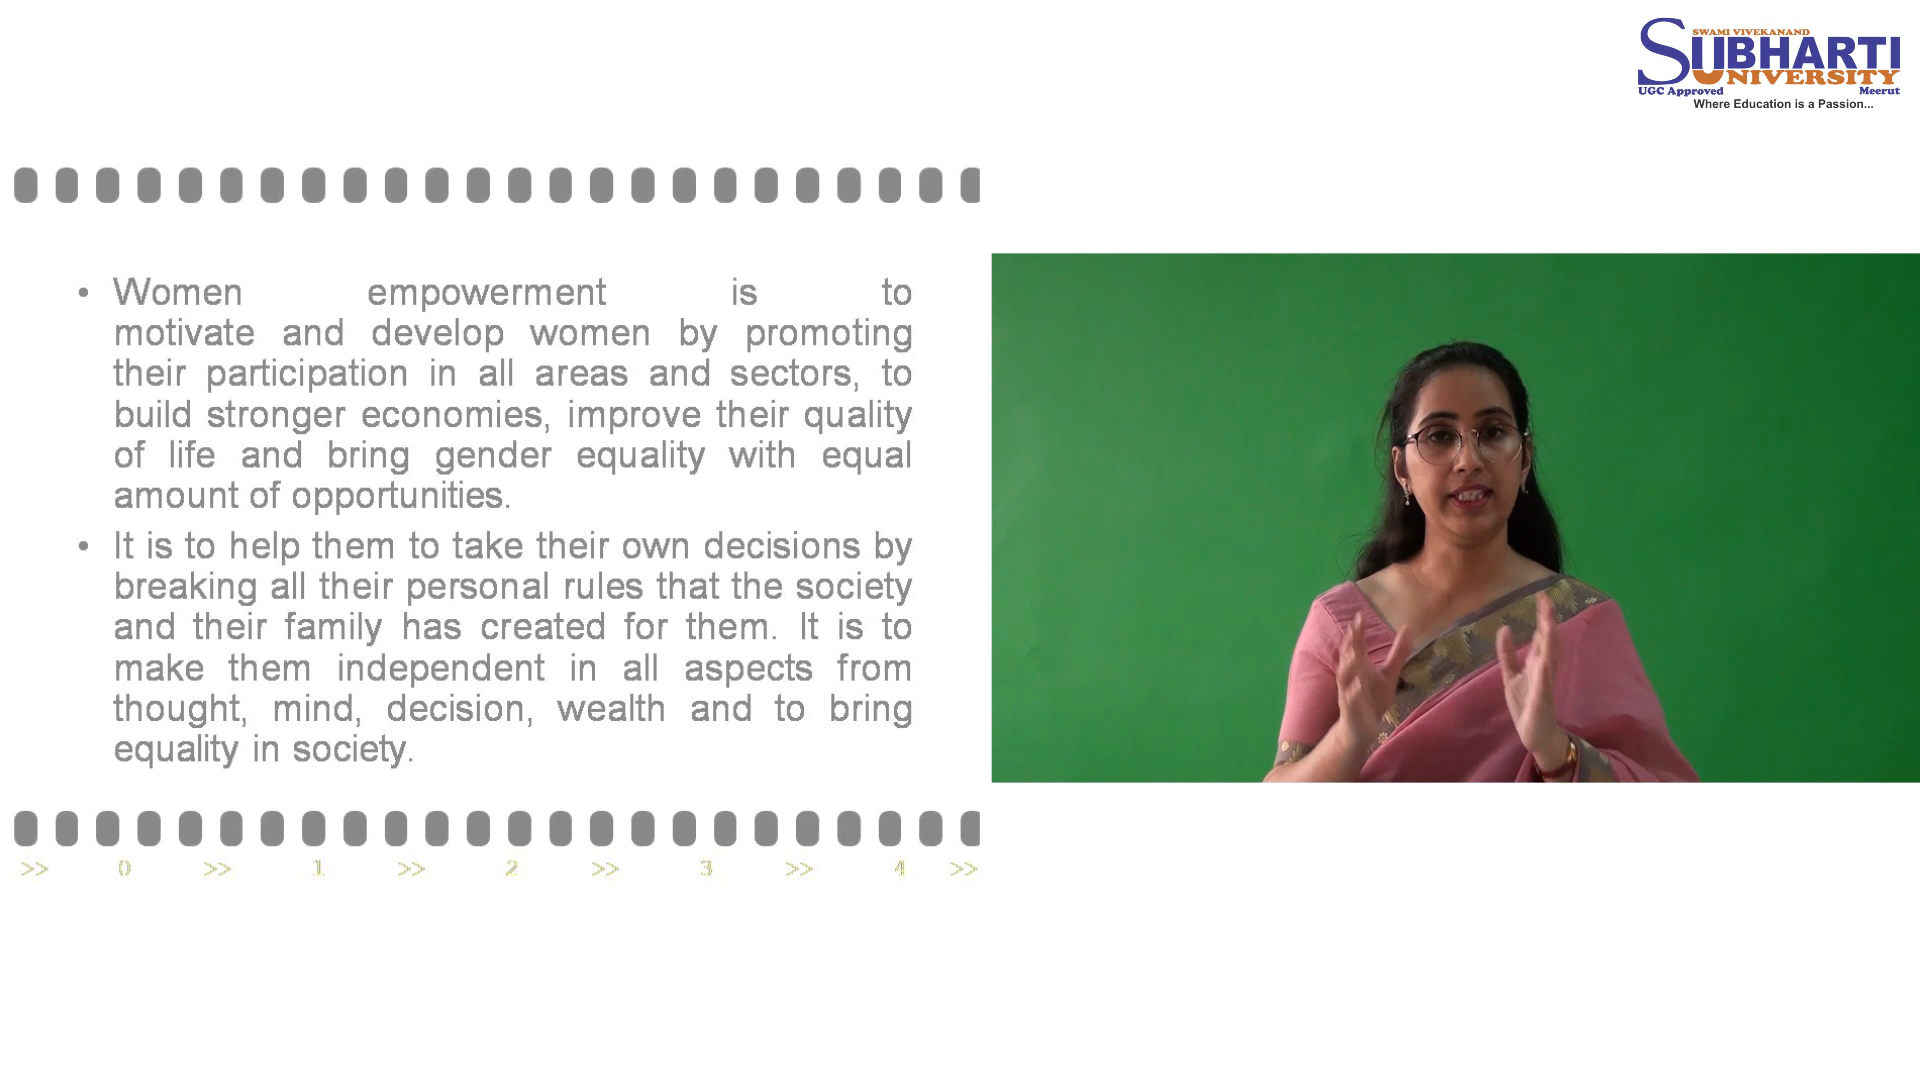 SWAMI VIVEKANAND
SUBHARTI
UNIVERSITY
UGC Approved Meerut
Where Education is a Passion...
• Women empowerment is to
motivate and develop women by promoting
their participation in all areas and sectors, to
build stronger economies, improve their quality
of life and bring gender equality with equal
amount of opportunities.
• It is to help them to take their own decisions by
breaking all their personal rules that the society
and their family has created for them. It is to
make them independent in all aspects from
thought, mind, decision, wealth and to bring
equality in society.
>> 0 >> 1 >> 2 >> 3 >> 4 >>